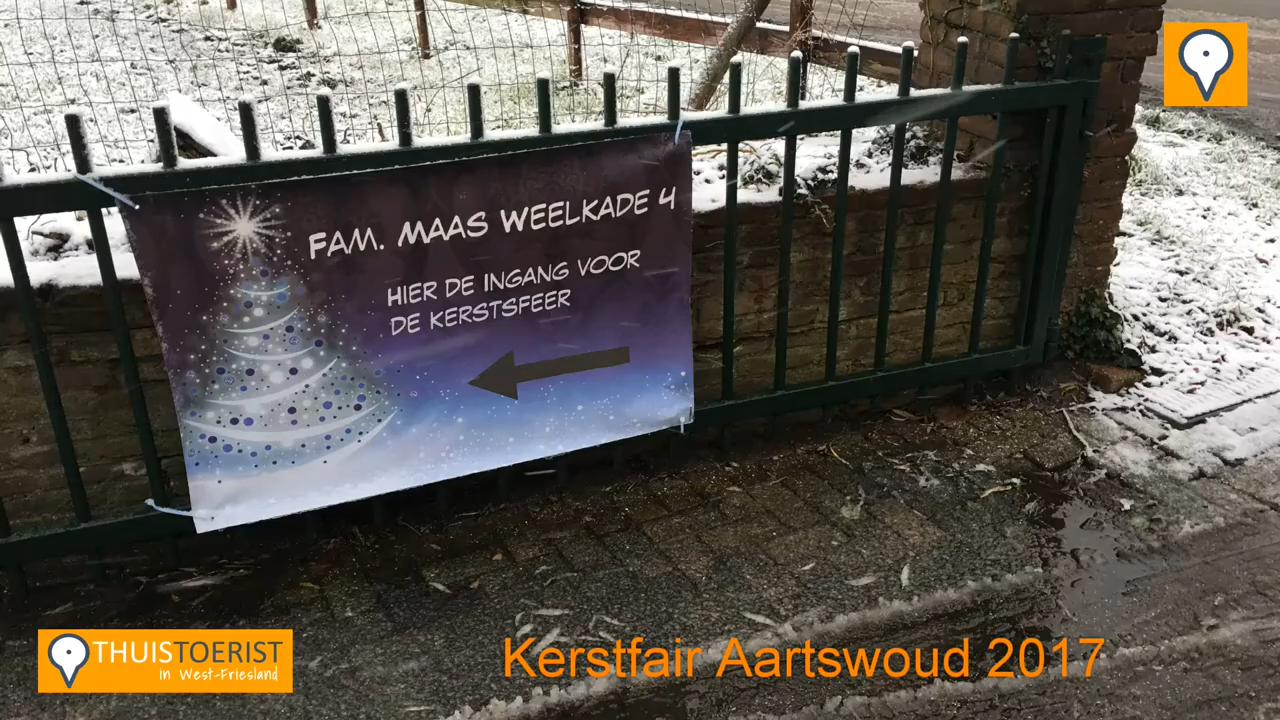 FAM. MAAS WEELKADE 4
HIER DE INGANG VOOR
DE KERSTSFEER
THUISTOERIST
in West-Friesland
Kerstfair Aartswoud 2017